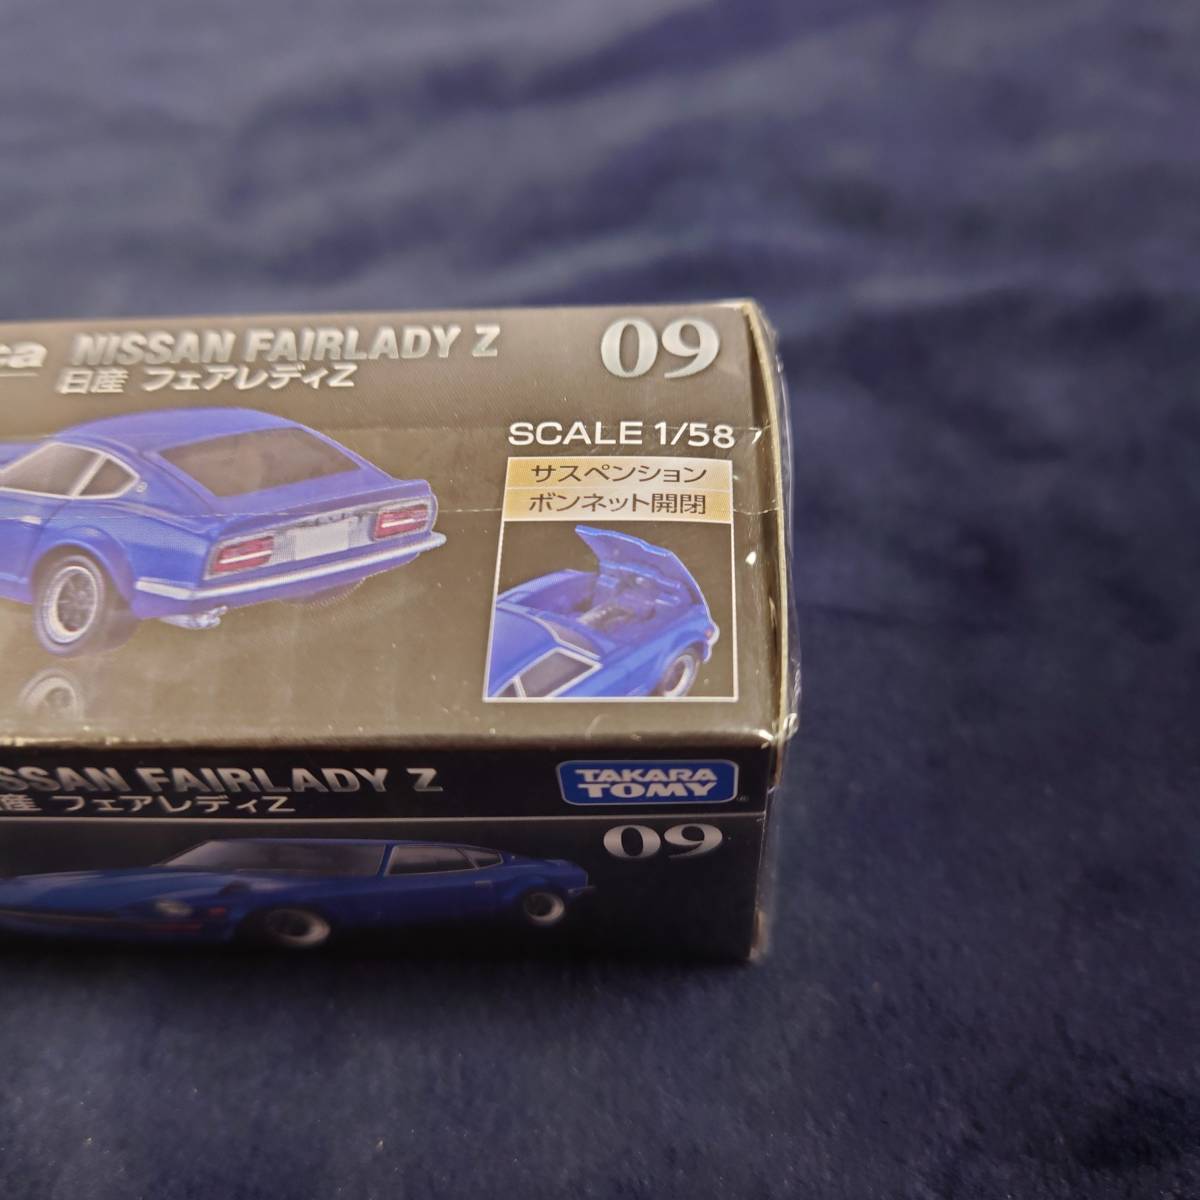 ca NISSAN FAIRLADY Z 09
日産 フェアレディZ
SCALE 1/58
サスペンション
ボンネット開閉
SSAN FAIRLADY Z
産 フェアレディZ
TAKARA
TOMY
09